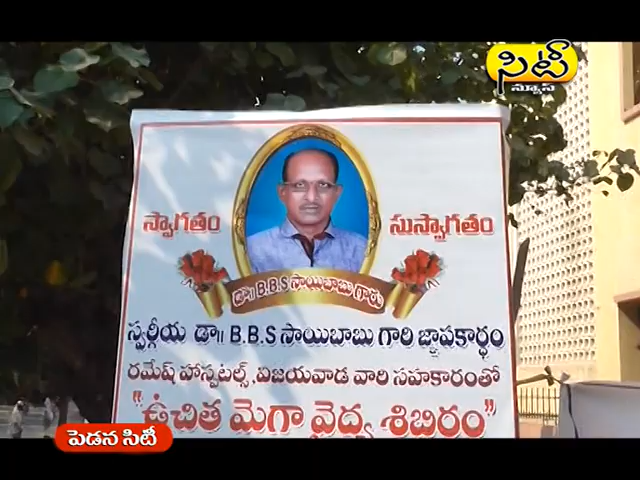 సిటీ
న్యూస్
స్వాగతం సుస్వాగతం
డా॥ B.B.S సాయిబాబు గారు
స్వర్గీయ డా॥ B.B.S సాయిబాబు గారి జ్ఞాపకార్థం
రమేష్ హాస్పటల్స్, విజయవాడ వారి సహకారంతో
"ఉచిత మెగా వైద్య శిబిరం"
పెడన సిటీ